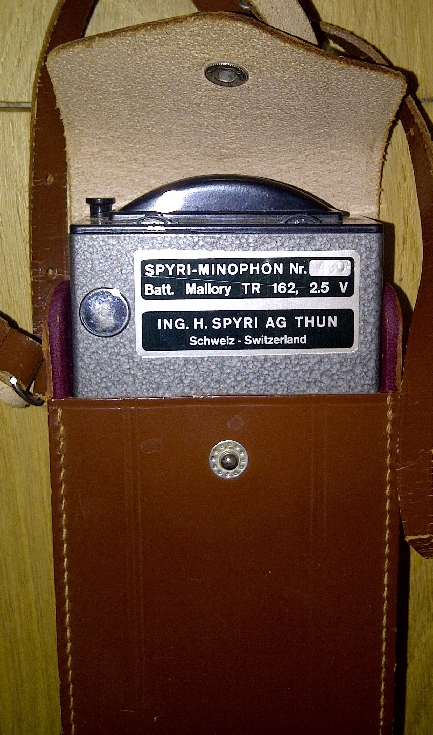 SPYRI-MINOPHON Nr.
Batt. Mallory TR 162, 2.5 V
ING. H. SPYRI AG THUN
Schweiz - Switzerland